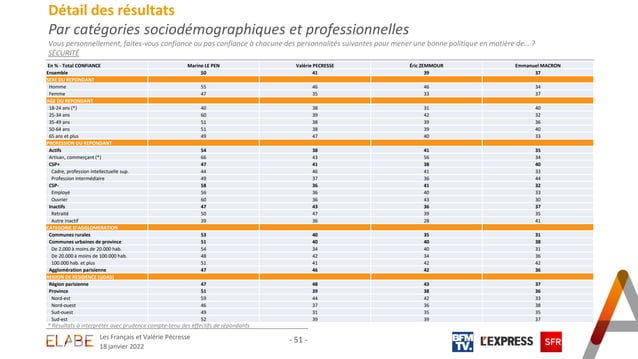 Détail des résultats
Par catégories sociodémographiques et professionnelles
Vous personnellement, faites-vous confiance ou pas confiance à chacune des personnalités suivantes pour mener une bonne politique en matière de… ?
SÉCURITÉ
En % - Total CONFIANCE Marine LE PEN Valérie PECRESSE Éric ZEMMOUR Emmanuel MACRON
Ensemble 50 41 39 37
SEXE DU REPONDANT
Homme 55 46 46 34
Femme 47 35 33 37
AGE DU REPONDANT
18-24 ans (*) 40 38 31 40
25-34 ans 60 39 42 32
35-49 ans 51 38 39 36
50-64 ans 51 38 39 40
65 ans et plus 49 47 40 33
PROFESSION DU REPONDANT
Actifs 54 38 41 35
Artisan, commerçant (*) 66 43 56 34
CSP+ 47 41 38 40
Cadre, profession intellectuelle sup. 44 46 41 33
Profession intermédiaire 49 37 36 44
CSP- 58 36 41 32
Employé 56 36 40 33
Ouvrier 60 36 43 30
Inactifs 47 43 36 37
Retraité 50 47 39 35
Autre inactif 39 36 28 41
CATEGORIE D'AGGLOMERATION
Communes rurales 53 40 35 31
Communes urbaines de province 51 40 40 38
De 2.000 à moins de 20.000 hab. 54 34 40 31
De 20.000 à moins de 100.000 hab. 48 42 34 36
100.000 hab. et plus 51 41 42 42
Agglomération parisienne 47 46 42 36
REGION DE RESIDENCE (UDA5)
Région parisienne 47 48 43 37
Province 51 39 38 36
Nord-est 59 44 42 33
Nord-ouest 46 37 36 38
Sud-ouest 49 31 35 35
Sud-est 52 39 39 37
* Résultats à interpréter avec prudence compte tenu des effectifs de répondants
ELABE
Les Français et Valérie Pécresse
18 janvier 2022
- 51 -
BFM TV.
L'EXPRESS
SFR